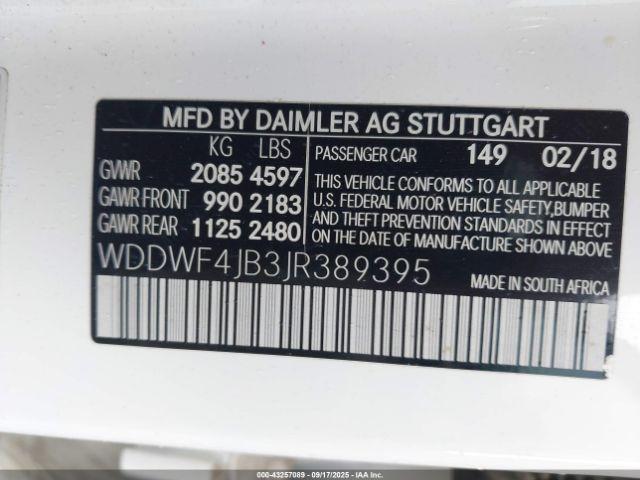 MFD BY DAIMLER AG STUTTGART
KG LBS
GVWR 2085 4597
GAWR FRONT 990 2183
GAWR REAR 1125 2480
PASSENGER CAR 149 02/18
THIS VEHICLE CONFORMS TO ALL APPLICABLE
U.S. FEDERAL MOTOR VEHICLE SAFETY,BUMPER
AND THEFT PREVENTION STANDARDS IN EFFECT
ON THE DATE OF MANUFACTURE SHOWN ABOVE.
WDDWF4JB3JR389395
MADE IN SOUTH AFRICA
000-43257089 - 09/17/2025 - IAAI.COM